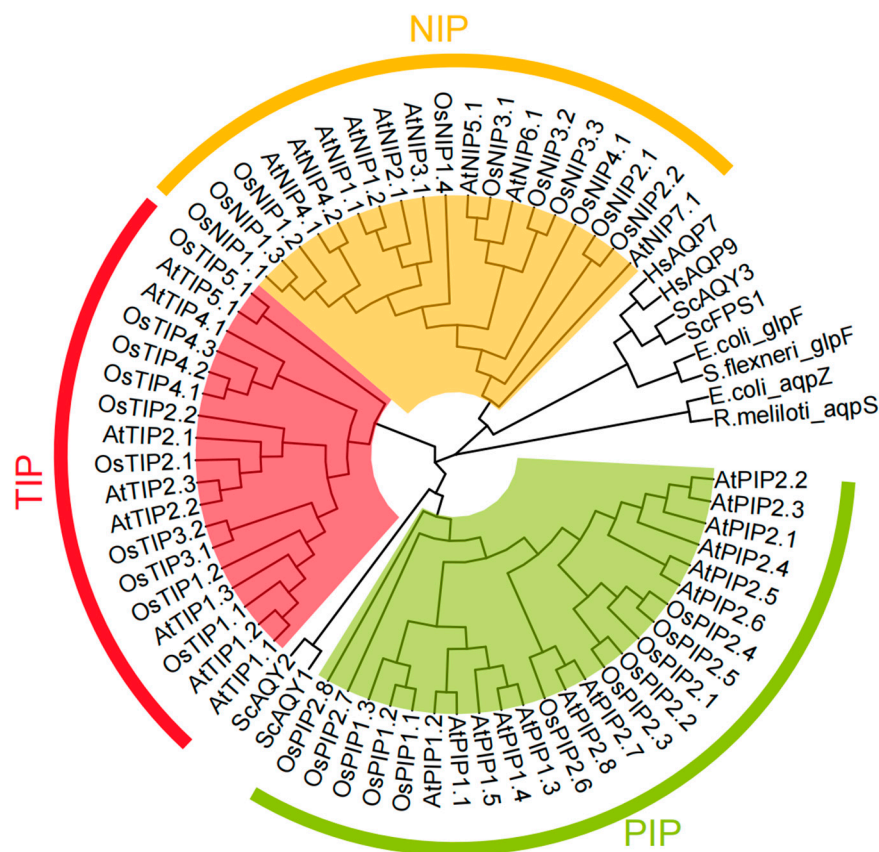 NIP
OsTIP5.1
OsNIP1.1
OsNIP1.3
OsNIP1.2
AtNIP4.1
AtNIP4.2
AtNIP1.1
AtNIP1.2
AtNIP2.1
AtNIP3.1
OsNIP1.4
AtNIP5.1
OsNIP3.1
AtNIP6.1
OsNIP3.2
OsNIP3.3
OsNIP4.1
OsNIP2.1
OsNIP2.2
AtNIP7.1
HsAQP7
HsAQP9
ScAQY3
ScFPS1
E.coli_glpF
S.flexneri_glpF
E.coli_aqpZ
R.meliloti_aqpS
AtPIP2.2
AtPIP2.3
AtPIP2.1
AtPIP2.4
AtPIP2.5
AtPIP2.6
OsPIP2.4
OsPIP2.5
OsPIP2.1
OsPIP2.2
OsPIP2.3
AtPIP2.7
AtPIP2.8
OsPIP2.6
AtPIP1.3
AtPIP1.4
AtPIP1.5
AtPIP1.1
AtPIP1.2
OsPIP1.1
OsPIP1.2
OsPIP1.3
OsPIP2.7
OsPIP2.8
ScAQY1
ScAQY2
AtTIP1.1
AtTIP1.2
OsTIP1.1
AtTIP1.3
OsTIP1.2
OsTIP3.1
OsTIP3.2
AtTIP2.2
AtTIP2.3
OsTIP2.1
AtTIP2.1
OsTIP2.2
OsTIP4.1
OsTIP4.2
OsTIP4.3
AtTIP4.1
AtTIP5.1
TIP
PIP